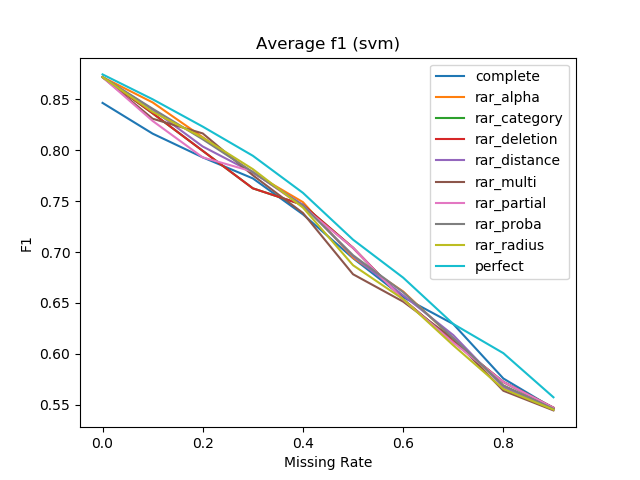 Average f1 (svm)
F1
0.85
0.80
0.75
0.70
0.65
0.60
0.55
complete
rar_alpha
rar_category
rar_deletion
rar_distance
rar_multi
rar_partial
rar_proba
rar_radius
perfect
0.0 0.2 0.4 0.6 0.8
Missing Rate